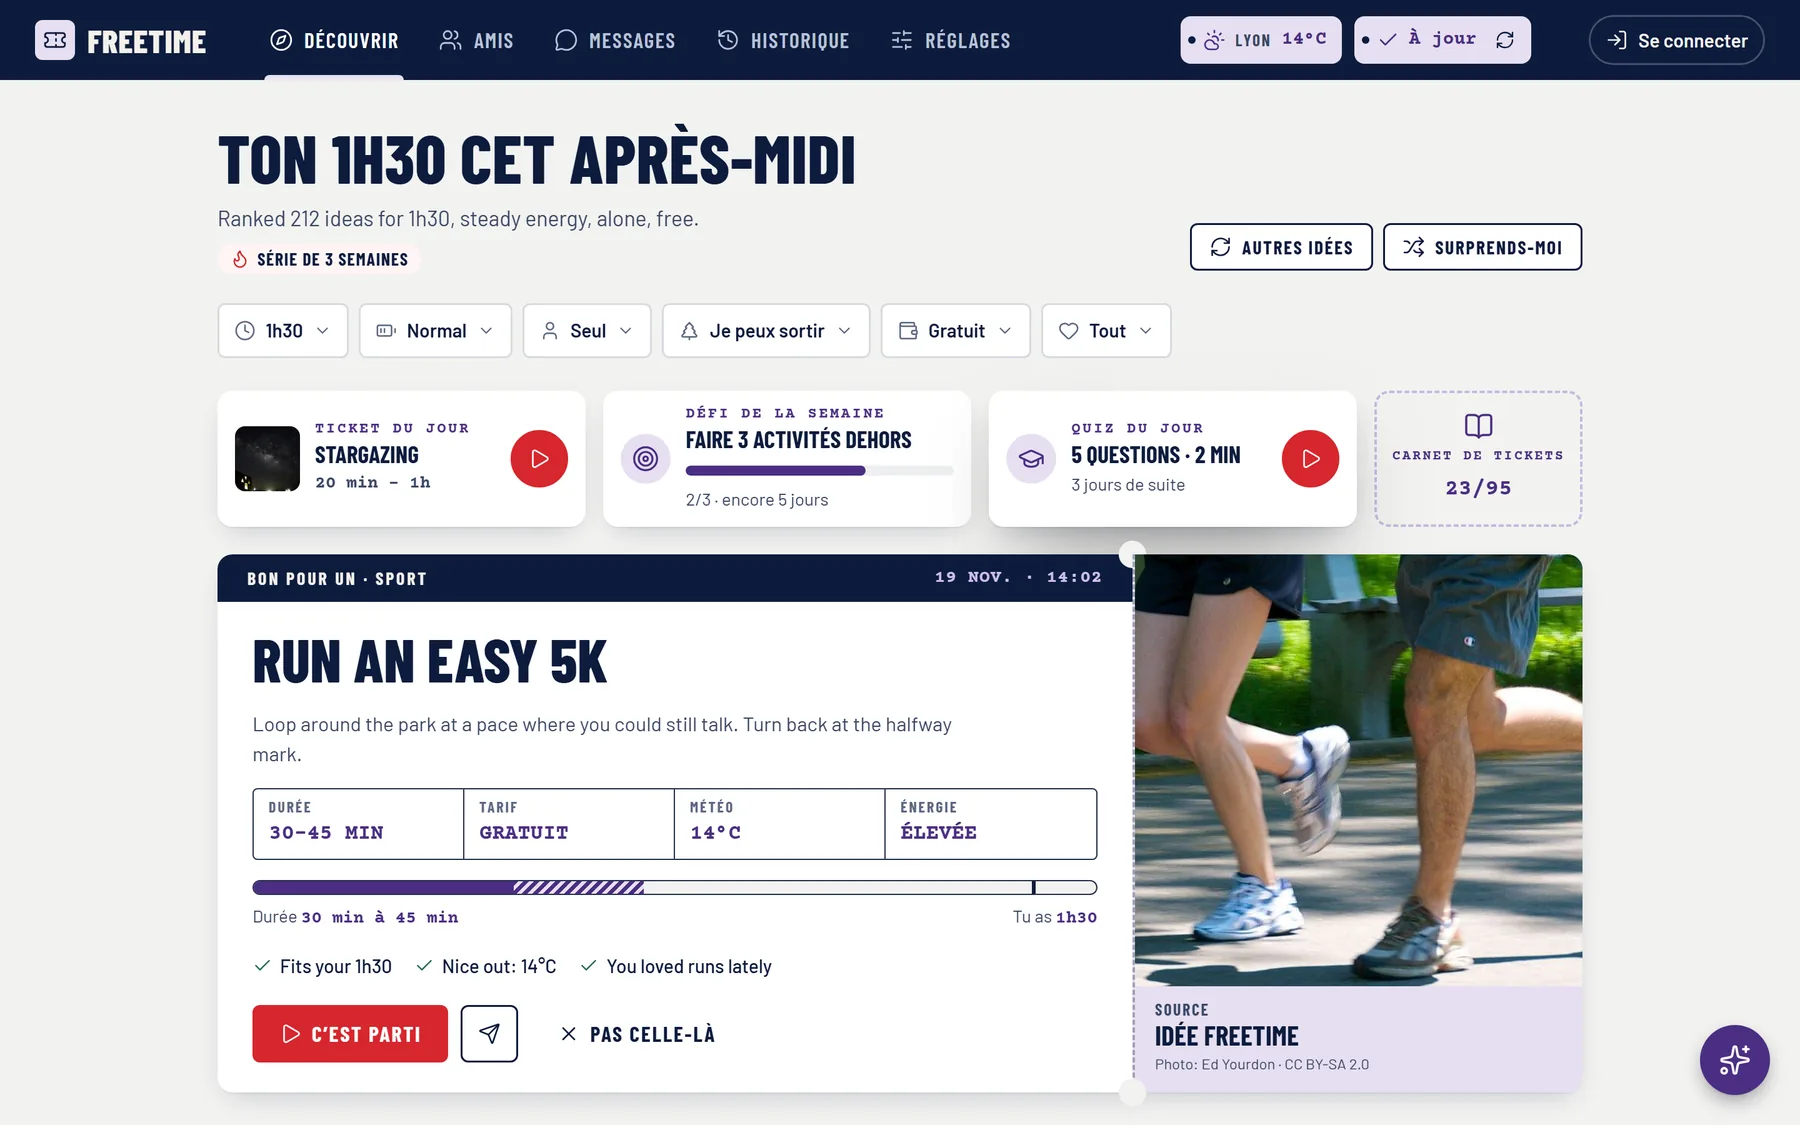 FREETIME
DÉCOUVRIR
AMIS
MESSAGES
HISTORIQUE
RÉGLAGES
LYON 14°C
À jour
Se connecter
TON 1H30 CET APRÈS-MIDI
Ranked 212 ideas for 1h30, steady energy, alone, free.
SÉRIE DE 3 SEMAINES
AUTRES IDÉES
SURPRENDS-MOI
1h30
Normal
Seul
Je peux sortir
Gratuit
Tout
TICKET DU JOUR
STARGAZING
20 min – 1h
DÉFI DE LA SEMAINE
FAIRE 3 ACTIVITÉS DEHORS
2/3 · encore 5 jours
QUIZ DU JOUR
5 QUESTIONS · 2 MIN
3 jours de suite
CARNET DE TICKETS
23/95
BON POUR UN · SPORT
19 NOV. · 14:02
RUN AN EASY 5K
Loop around the park at a pace where you could still talk. Turn back at the halfway
mark.
DURÉE
30–45 MIN
TARIF
GRATUIT
MÉTÉO
14°C
ÉNERGIE
ÉLEVÉE
Durée 30 min à 45 min
Tu as 1h30
Fits your 1h30
Nice out: 14°C
You loved runs lately
C'EST PARTI
PAS CELLE-LÀ
SOURCE
IDÉE FREETIME
Photo: Ed Yourdon · CC BY-SA 2.0